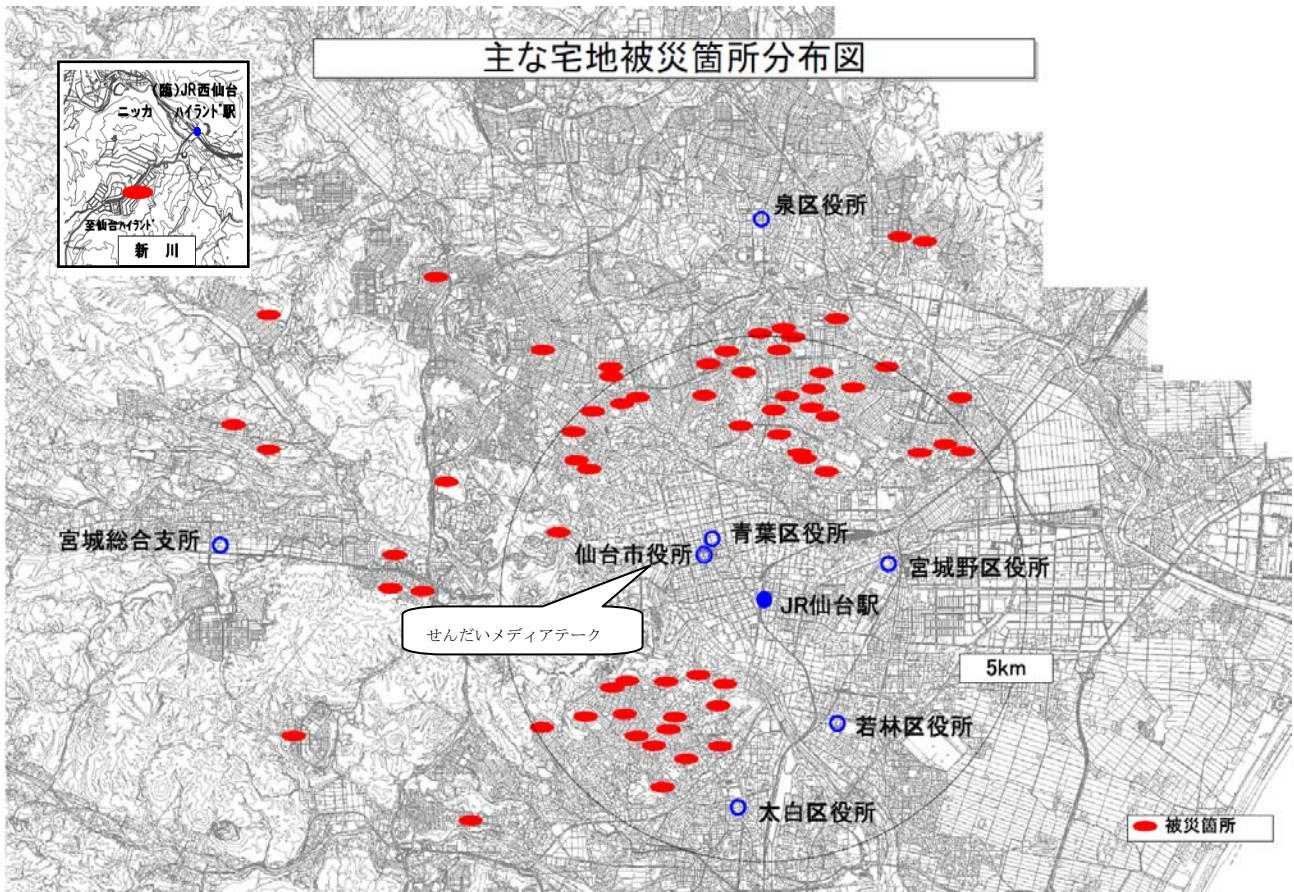 主な宅地被災箇所分布図
(臨)JR西仙台
ニッカ ハイランド駅
至仙台ハイランド
新 川
泉区役所
宮城総合支所
青葉区役所
仙台市役所
宮城野区役所
JR仙台駅
せんだいメディアテーク
5km
若林区役所
太白区役所
被災箇所